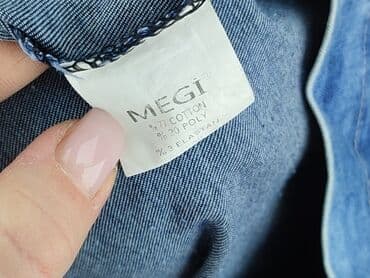 MEGİ
%77 COTTON
% 20 POLY
%3 ELASTAN